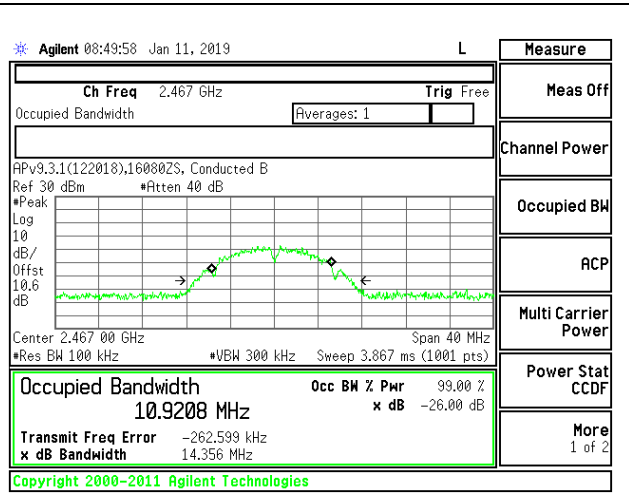 Agilent 08:49:58 Jan 11, 2019 L Measure
Ch Freq 2.467 GHz Trig Free
Meas Off
Occupied Bandwidth Averages: 1
Channel Power
APv9.3.1(122018),16080ZS, Conducted B
Ref 30 dBm #Atten 40 dB
#Peak
Log
10
dB/
Offst
10.6
dB
Occupied BW
ACP
Center 2.467 00 GHz Span 40 MHz
#Res BW 100 kHz #VBW 300 kHz Sweep 3.867 ms (1001 pts)
Multi Carrier
Power
Occupied Bandwidth Occ BW % Pwr 99.00 %
10.9208 MHz x dB -26.00 dB
Transmit Freq Error -262.599 kHz
x dB Bandwidth 14.356 MHz
Power Stat
CCDF
More
1 of 2
Copyright 2000-2011 Agilent Technologies